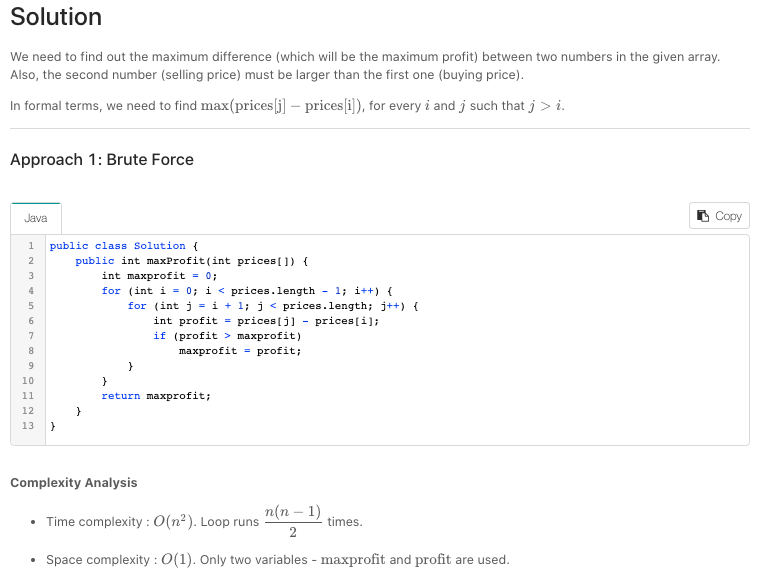 Solution
We need to find out the maximum difference (which will be the maximum profit) between two numbers in the given array.
Also, the second number (selling price) must be larger than the first one (buying price).
In formal terms, we need to find max(prices[j] − prices[i]), for every i and j such that j > i.
Approach 1: Brute Force
Java
Copy
1 public class Solution {
2     public int maxProfit(int prices[]) {
3         int maxprofit = 0;
4         for (int i = 0; i < prices.length - 1; i++) {
5             for (int j = i + 1; j < prices.length; j++) {
6                 int profit = prices[j] - prices[i];
7                 if (profit > maxprofit)
8                     maxprofit = profit;
9             }
10         }
11         return maxprofit;
12     }
13 }
Complexity Analysis
• Time complexity : O(n²). Loop runs n(n − 1)/2 times.
• Space complexity : O(1). Only two variables - maxprofit and profit are used.